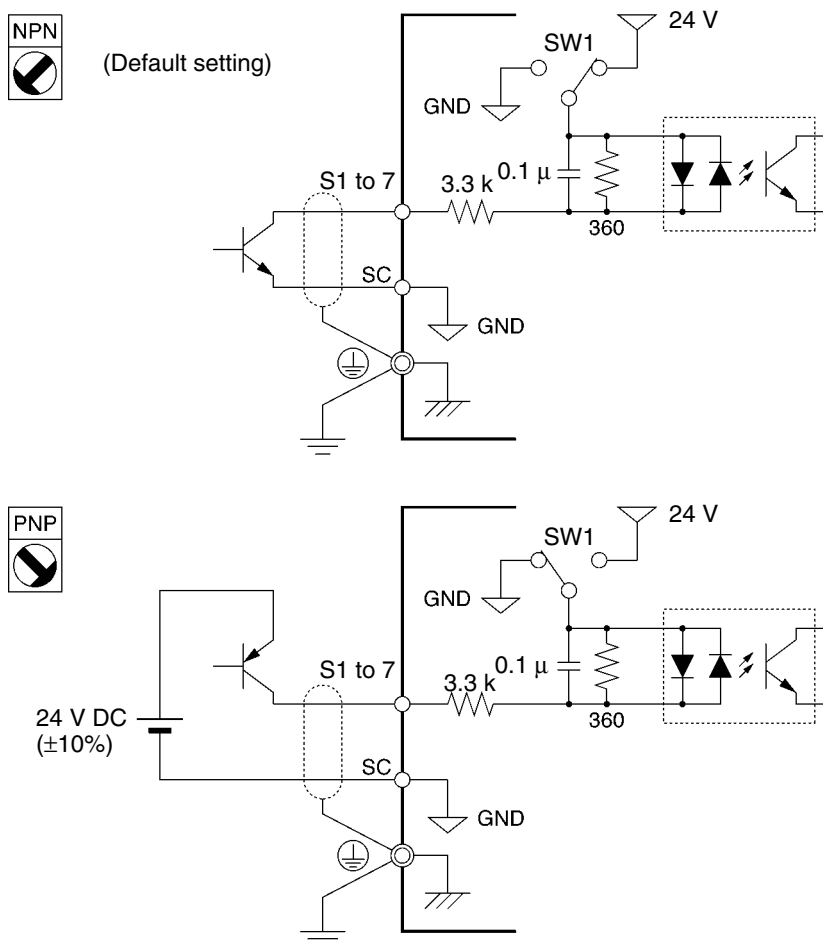 NPN
(Default setting)
24 V
SW1
GND
S1 to 7
3.3 k
0.1 µ
360
SC
GND
PNP
24 V
SW1
GND
S1 to 7
3.3 k
0.1 µ
360
24 V DC
(±10%)
SC
GND